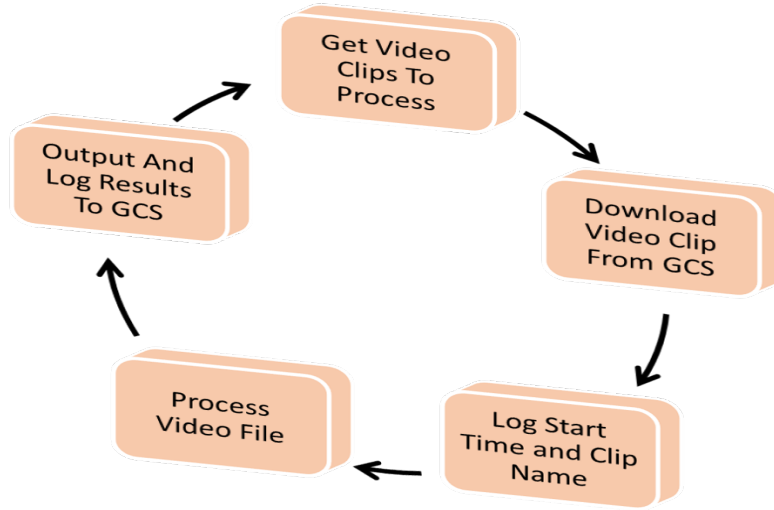 Get Video
Clips To
Process
Download
Video Clip
From GCS
Log Start
Time and Clip
Name
Process
Video File
Output And
Log Results
To GCS